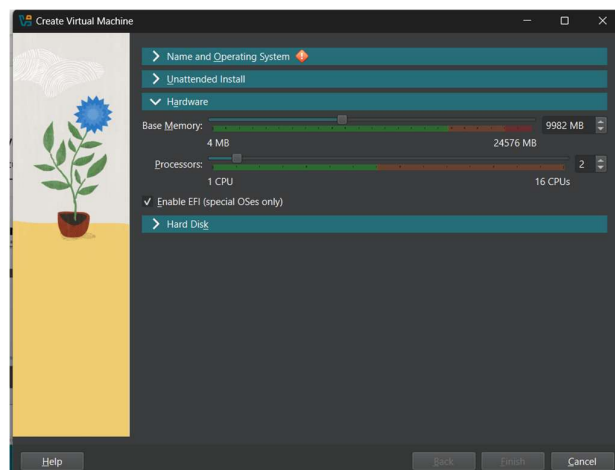 Create Virtual Machine
Name and Operating System
Unattended Install
Hardware
Base Memory: 9982 MB
4 MB 24576 MB
Processors: 2
1 CPU 16 CPUs
Enable EFI (special OSes only)
Hard Disk
Help Back Finish Cancel